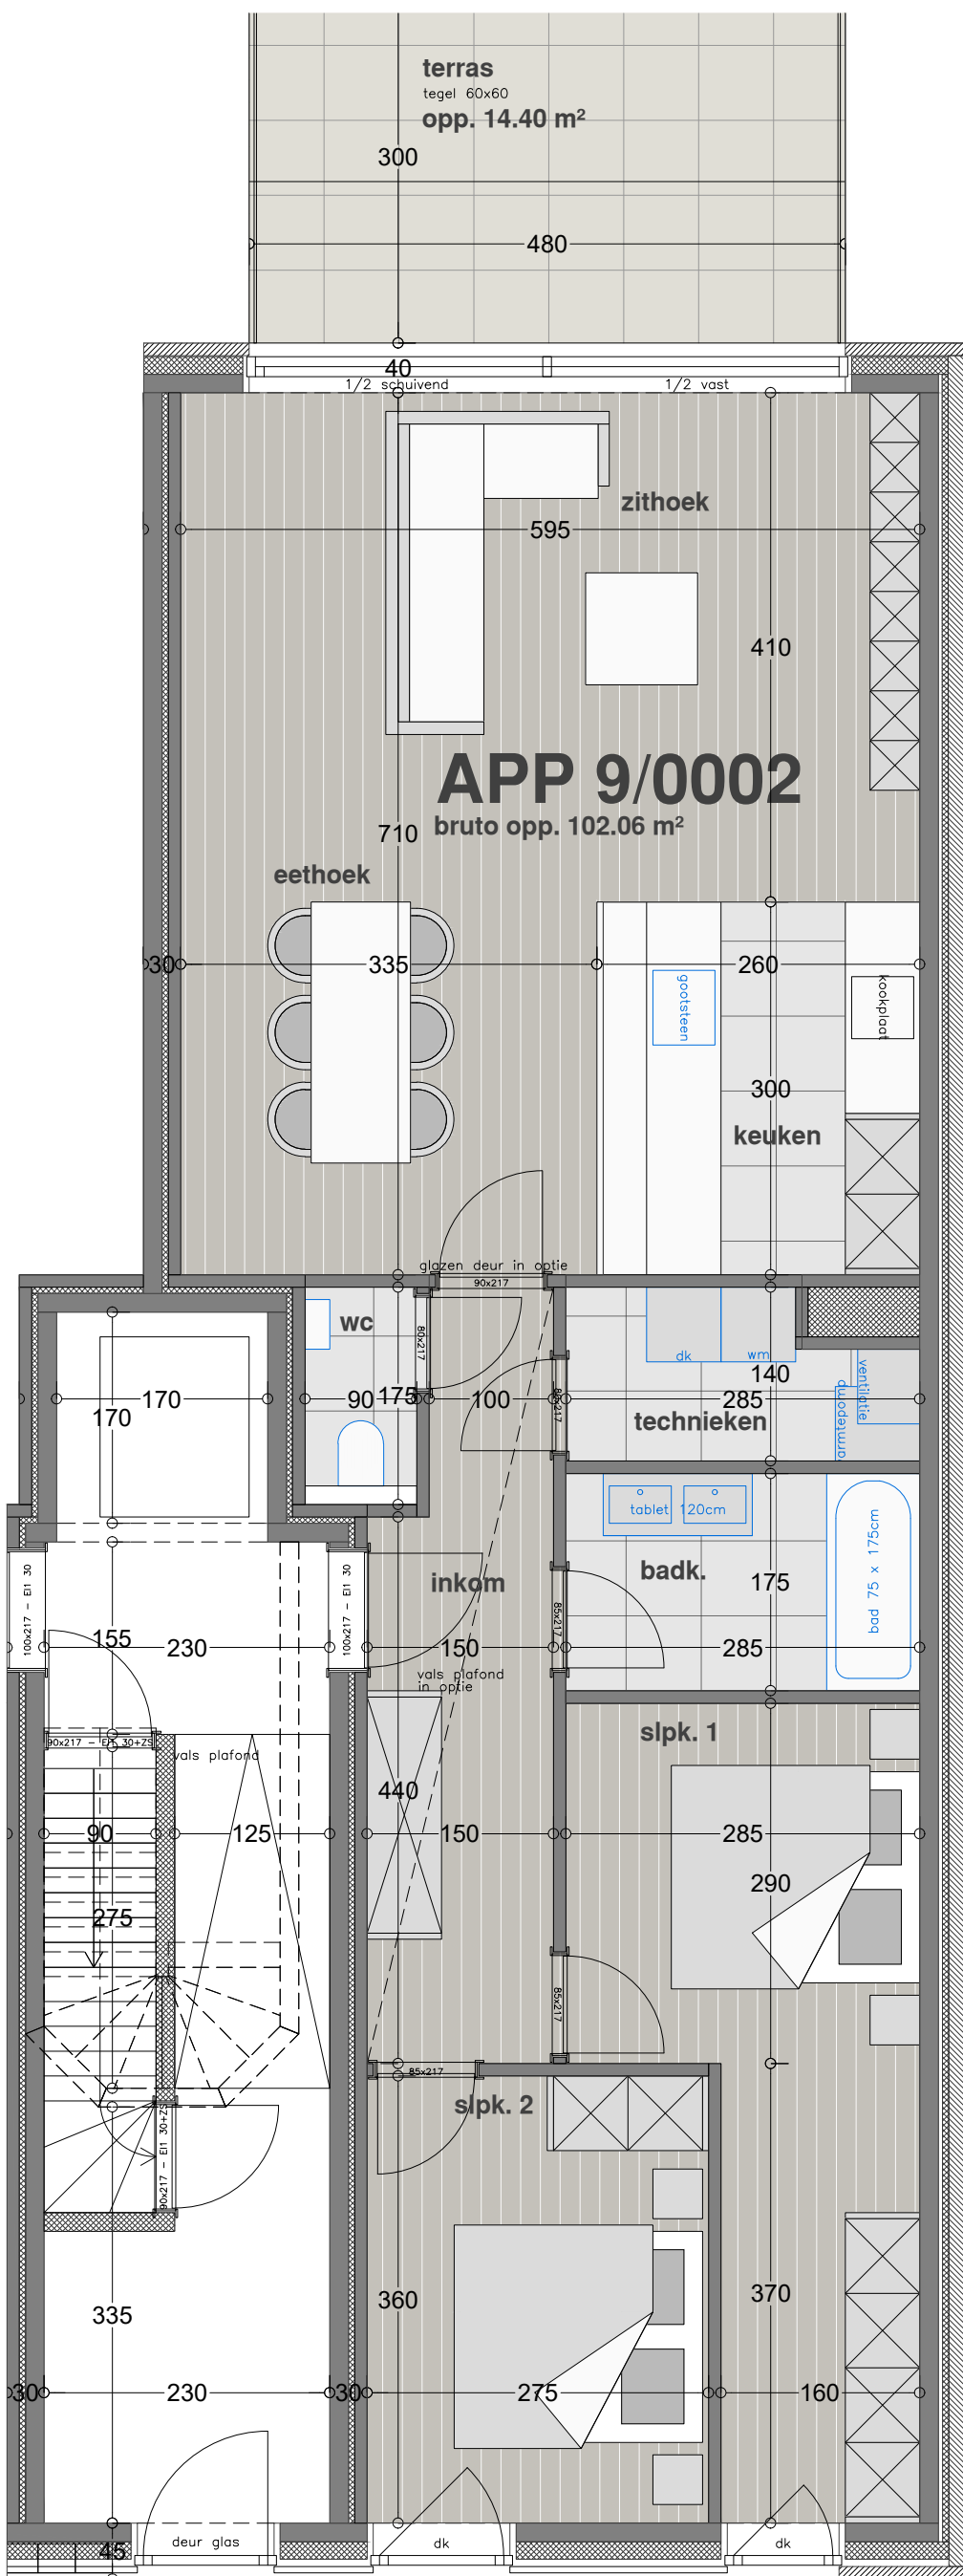 terras
tegel 60x60
opp. 14.40 m²
300
480
40
1/2 schuivend
1/2 vast
zithoek
595
410
APP 9/0002
bruto opp. 102.06 m²
710
eethoek
30
335
260
gootsteen
kookplaat
300
keuken
glazen deur in optie
90x217
wc
80x217
dk
wm
140
170
170
90
175
100
80x217
285
technieken
warmtepomp
ventilatie
tablet 120cm
bad 75 x 175cm
badk.
175
inkom
100x217 - EI1 30
100x217 - EI1 30
85x217
155
230
150
285
vals plafond
in optie
slpk. 1
90x217 - EI1 30+ZS
vals plafond
440
90
125
150
285
290
275
85x217
85x217
slpk. 2
90x217 - EI1 30+ZS
360
370
335
30
230
30
275
160
deur glas
dk
dk
45